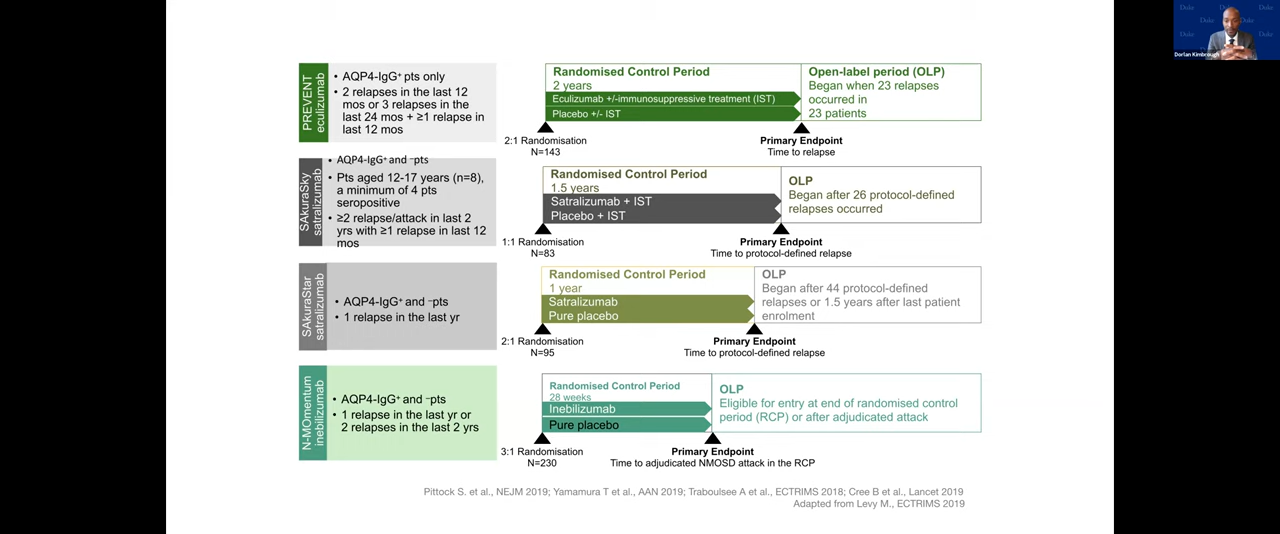 Duke
Duke
Duke
Duke
Duke
Dorian Kimbrough
PREVENT
eculizumab
• AQP4-IgG⁺ pts only
• 2 relapses in the last 12
mos or 3 relapses in the
last 24 mos + ≥1 relapse in
last 12 mos
Randomised Control Period
2 years
Eculizumab +/-immunosuppressive treatment (IST)
Placebo +/- IST
Open-label period (OLP)
Began when 23 relapses
occurred in
23 patients
2:1 Randomisation
N=143
Primary Endpoint
Time to relapse
SAkuraSky
satralizumab
• AQP4-IgG⁺ and ⁻pts
• Pts aged 12-17 years (n=8),
a minimum of 4 pts
seropositive
• ≥2 relapse/attack in last 2
yrs with ≥1 relapse in last 12
mos
Randomised Control Period
1.5 years
Satralizumab + IST
Placebo + IST
OLP
Began after 26 protocol-defined
relapses occurred
1:1 Randomisation
N=83
Primary Endpoint
Time to protocol-defined relapse
SAkuraStar
satralizumab
• AQP4-IgG⁺ and ⁻pts
• 1 relapse in the last yr
Randomised Control Period
1 year
Satralizumab
Pure placebo
OLP
Began after 44 protocol-defined
relapses or 1.5 years after last patient
enrolment
2:1 Randomisation
N=95
Primary Endpoint
Time to protocol-defined relapse
N-MOmentum
inebilizumab
• AQP4-IgG⁺ and ⁻pts
• 1 relapse in the last yr or
2 relapses in the last 2 yrs
Randomised Control Period
28 weeks
Inebilizumab
Pure placebo
OLP
Eligible for entry at end of randomised control
period (RCP) or after adjudicated attack
3:1 Randomisation
N=230
Primary Endpoint
Time to adjudicated NMOSD attack in the RCP
Pittock S. et al., NEJM 2019; Yamamura T et al., AAN 2019; Traboulsee A et al., ECTRIMS 2018; Cree B et al., Lancet 2019
Adapted from Levy M., ECTRIMS 2019